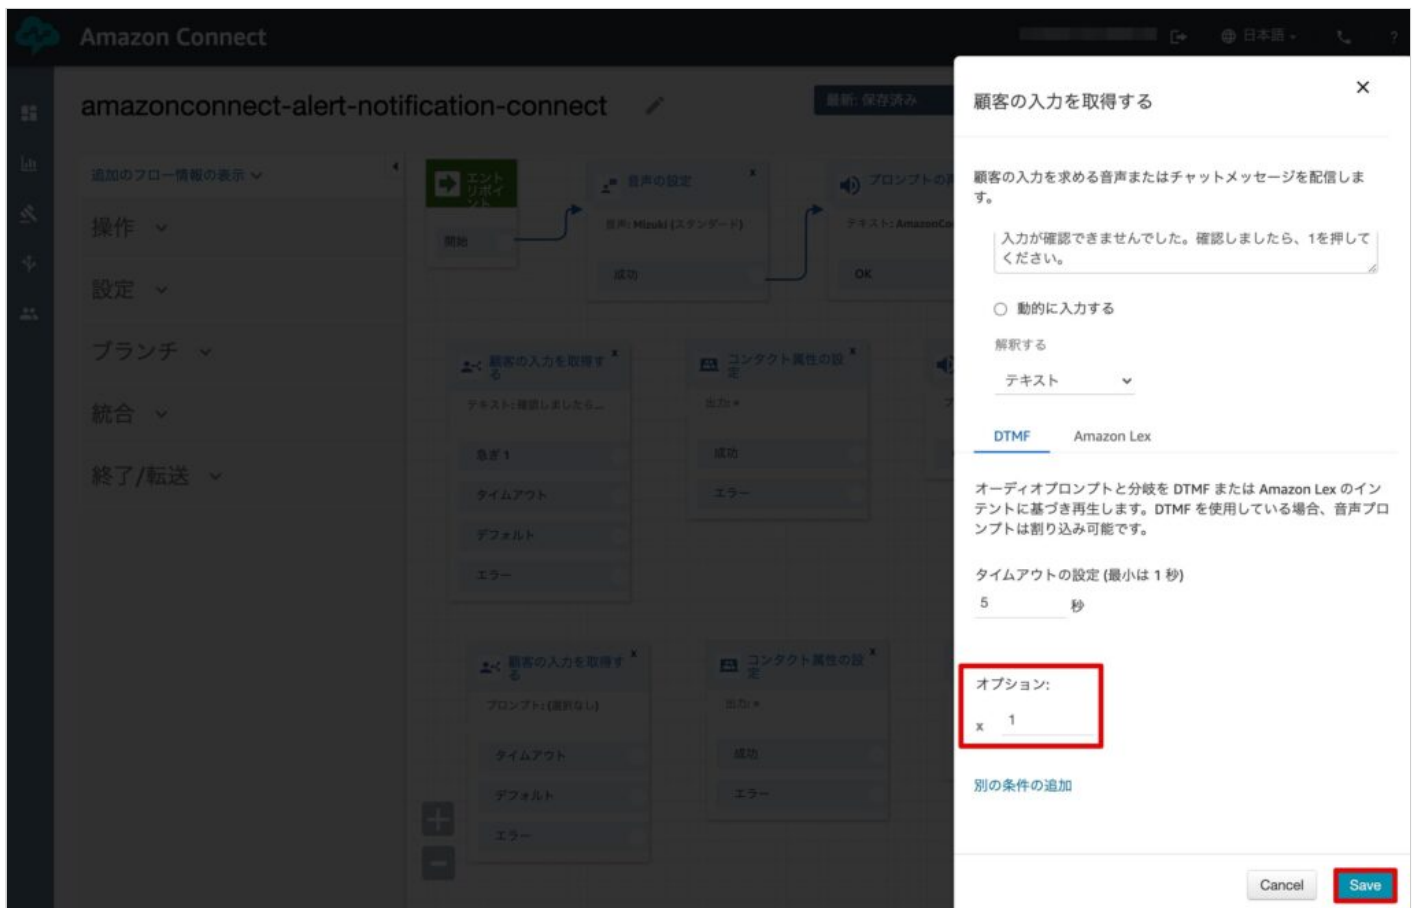 Amazon Connect
日本語
?
amazonconnect-alert-notification-connect
最新: 保存済み
追加のフロー情報の表示
操作
設定
ブランチ
統合
終了/転送
エント
リポイ
ント
開始
音声の設定
x
音声: Mizuki (スタンダード)
成功
プロンプトの再
テキスト: AmazonCo
OK
顧客の入力を取得す
る
x
テキスト: 確認しましたら...
急ぎ 1
タイムアウト
デフォルト
エラー
コンタクト属性の設
定
x
成功
エラー
顧客の入力を取得す
る
x
プロンプト: (選択なし)
タイムアウト
デフォルト
エラー
コンタクト属性の設
定
x
成功
エラー
顧客の入力を取得する
×
顧客の入力を求める音声またはチャットメッセージを配信しま
す。
入力が確認できませんでした。確認しましたら、1を押して
ください。
動的に入力する
解釈する
テキスト
DTMF
Amazon Lex
オーディオプロンプトと分岐を DTMF または Amazon Lex のイン
テントに基づき再生します。DTMF を使用している場合、音声プロ
ンプトは割り込み可能です。
タイムアウトの設定 (最小は 1 秒)
5 秒
オプション:
x 1
別の条件の追加
Cancel
Save